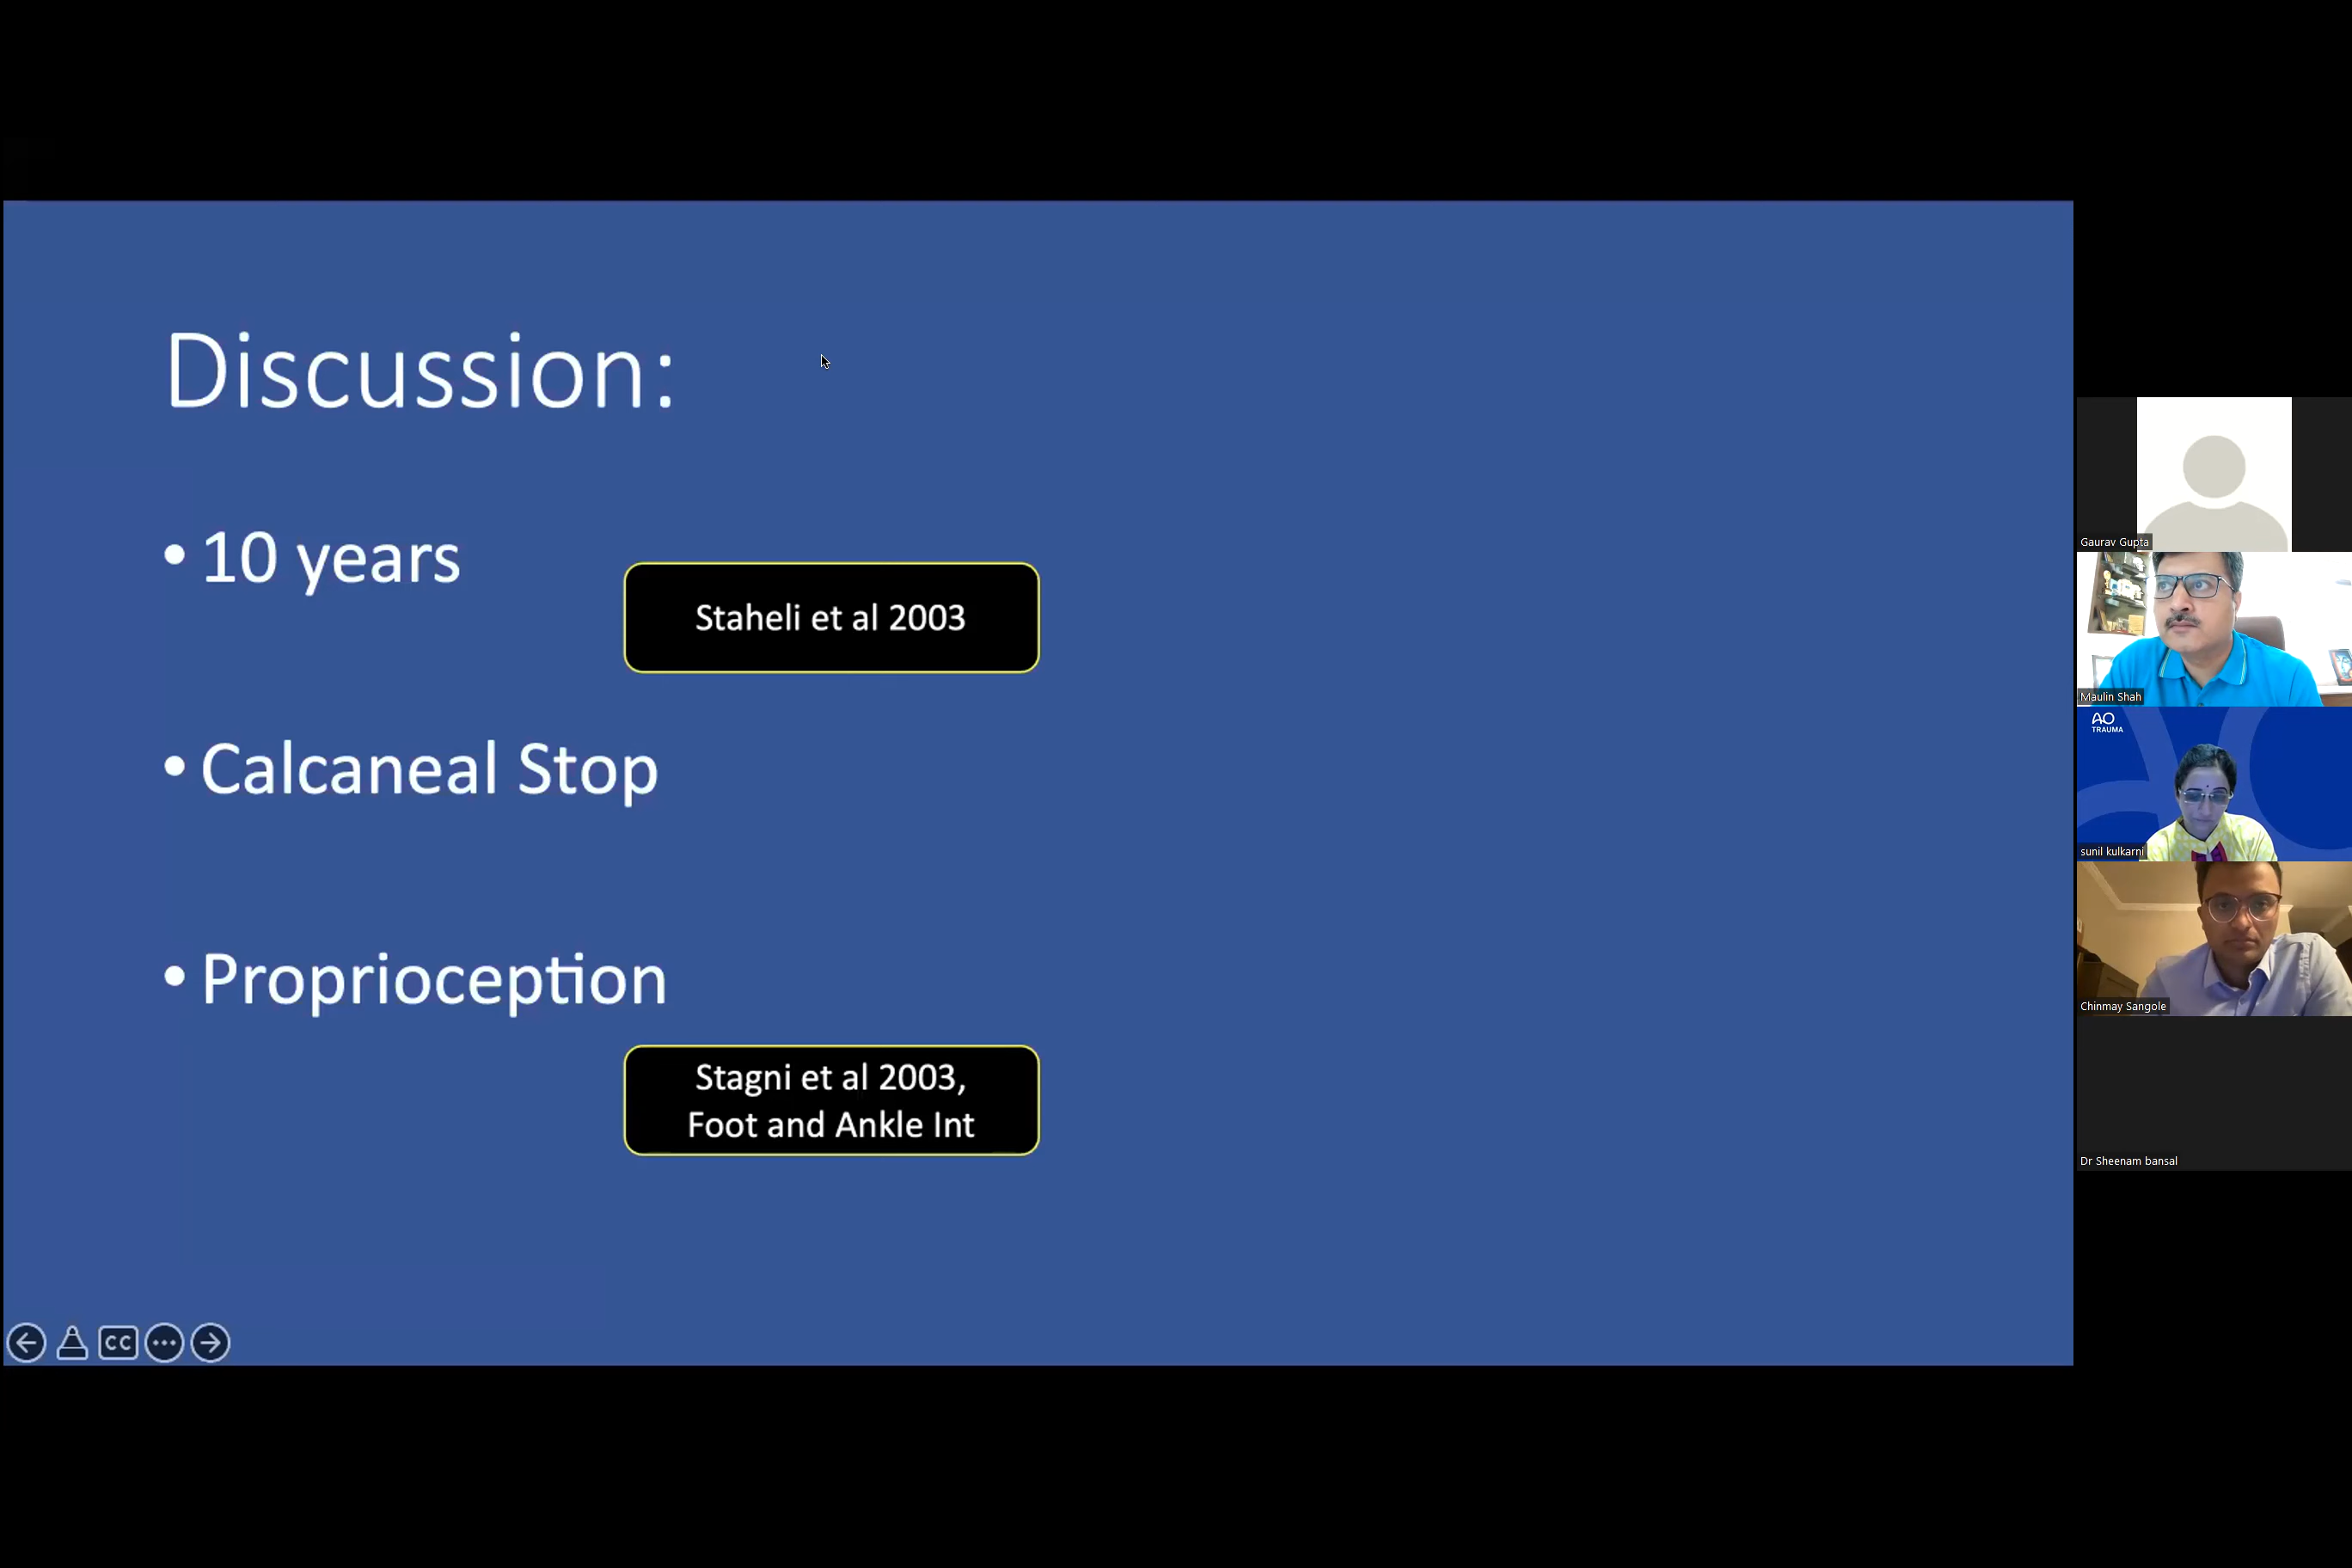 Discussion:
• 10 years
Staheli et al 2003
• Calcaneal Stop
• Proprioception
Stagni et al 2003,
Foot and Ankle Int
CC
Gaurav Gupta
Maulin Shah
AO
TRAUMA
sunil kulkarni
Chinmay Sangole
Dr Sheenam bansal